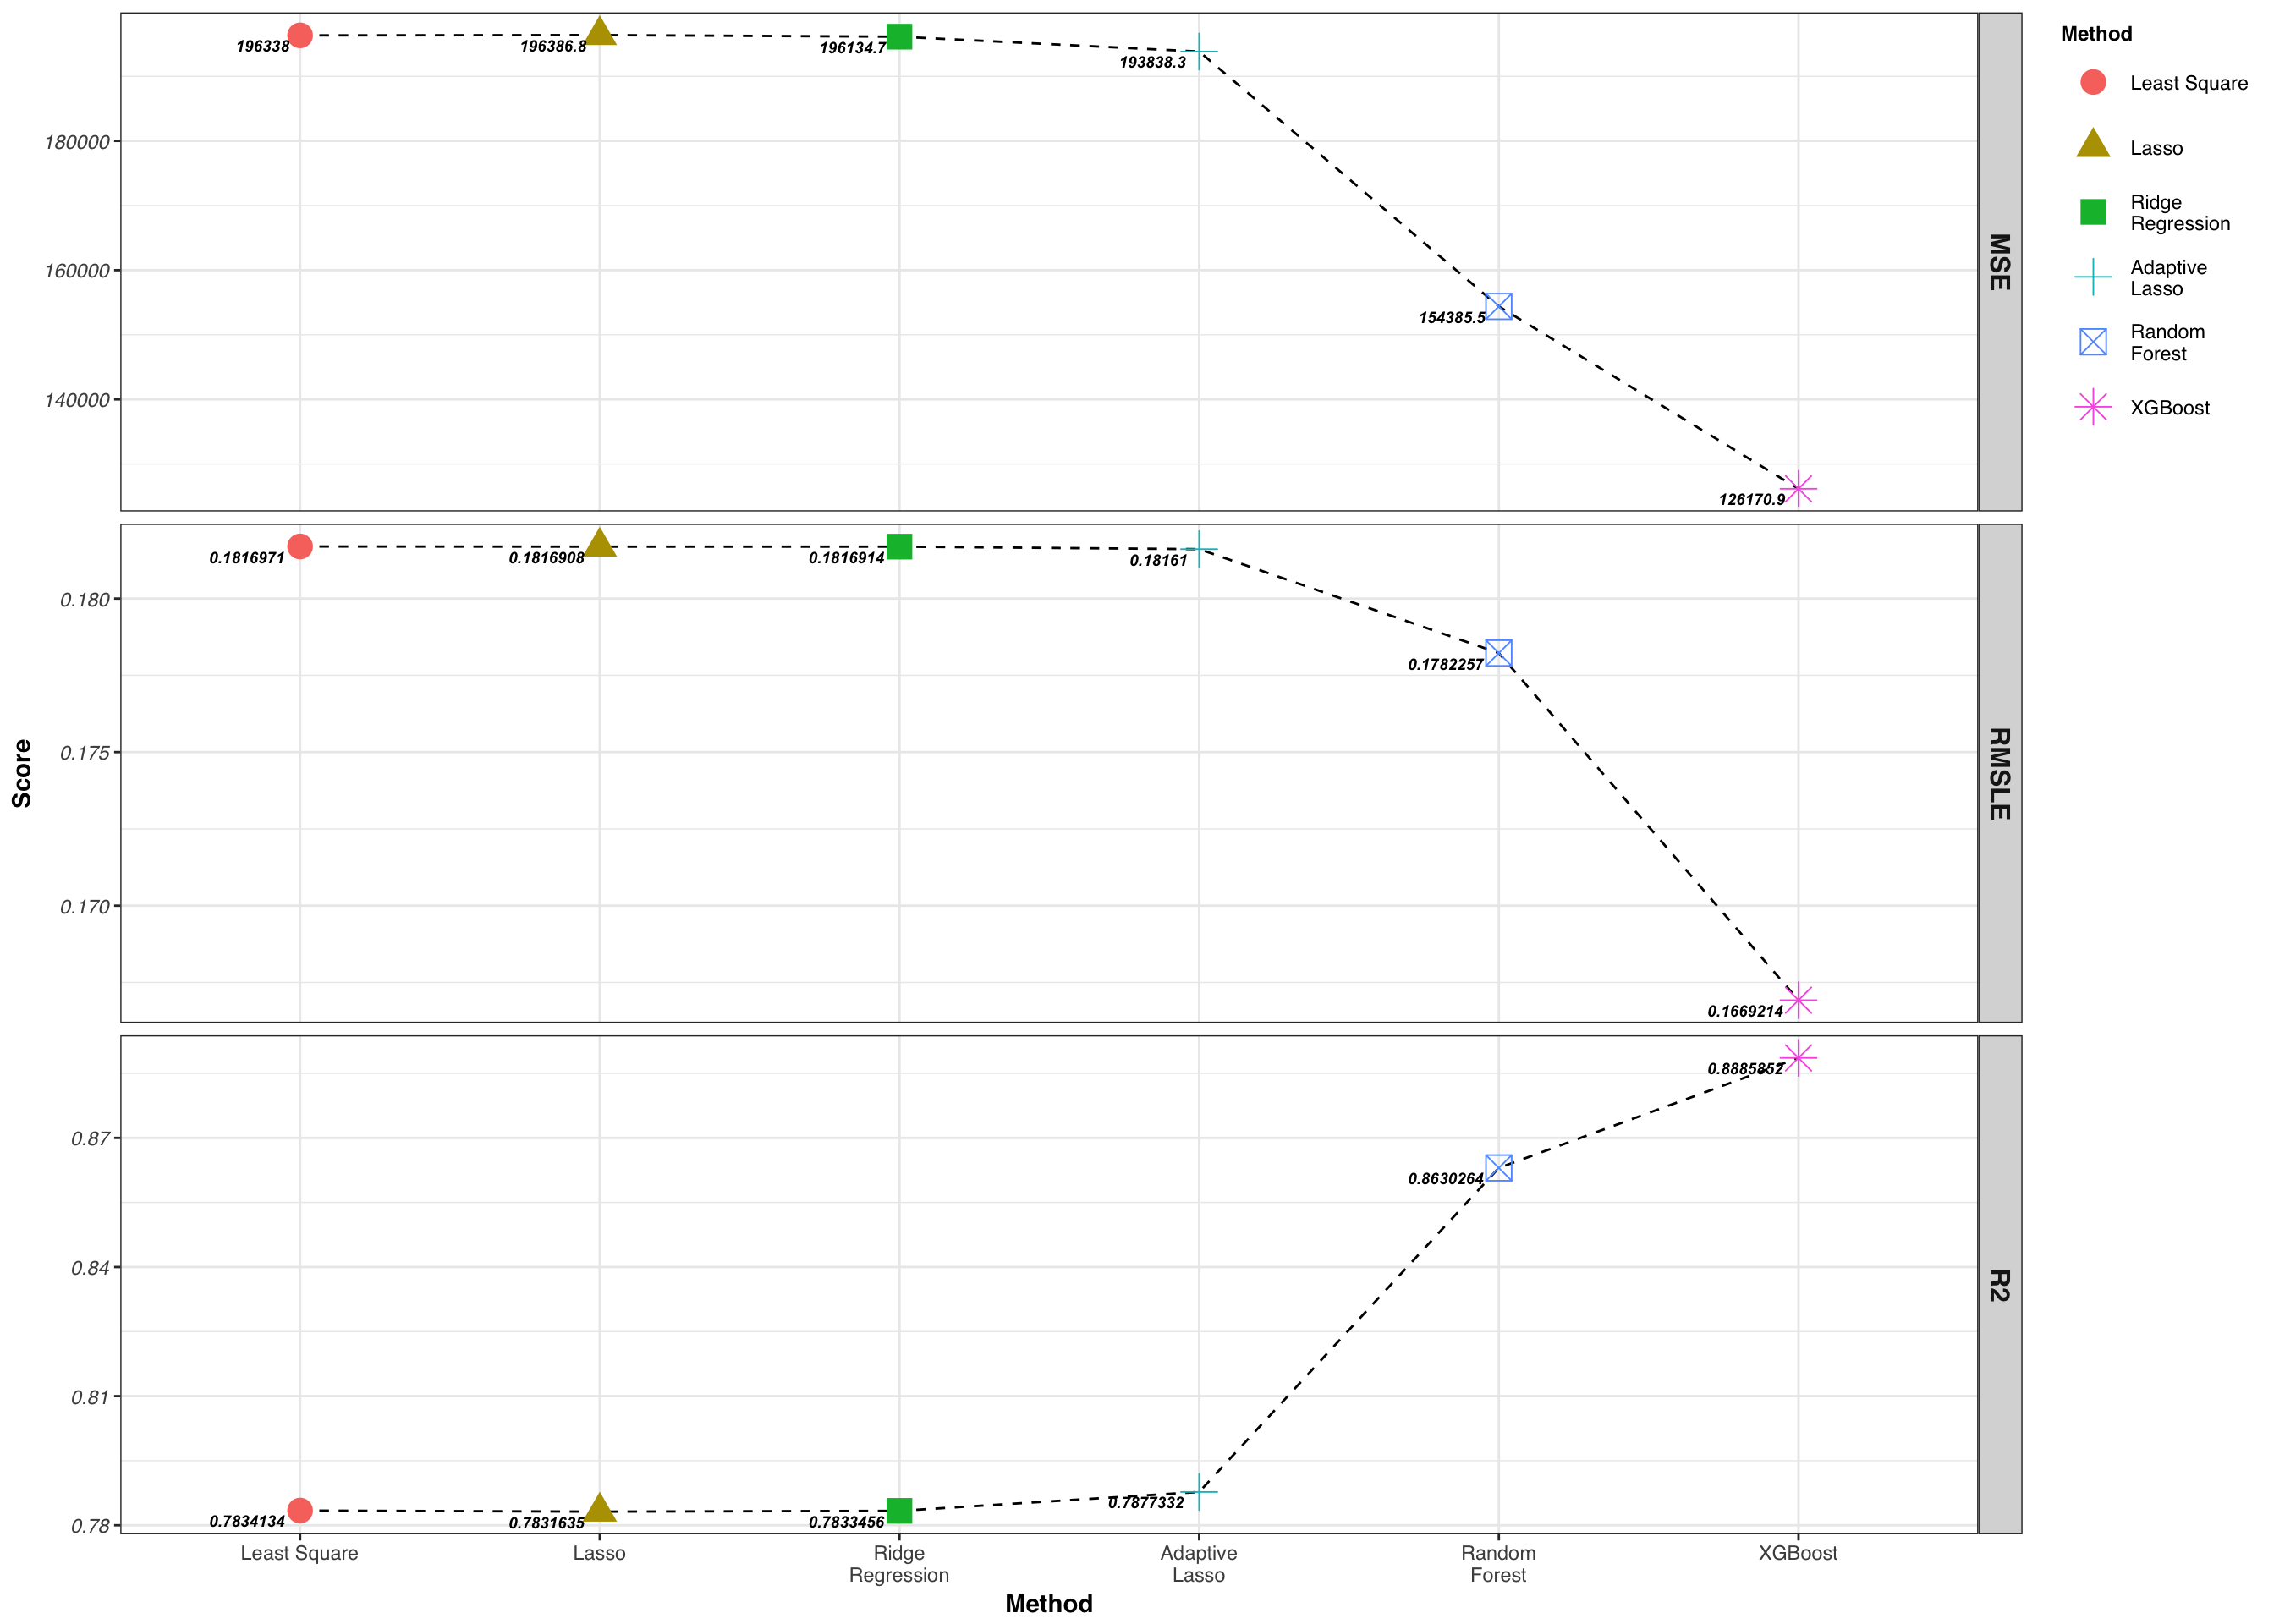 196338
196386.8
196134.7
193838.3
154385.5
126170.9
180000
160000
140000
MSE
0.1816971
0.1816908
0.1816914
0.18161
0.1782257
0.1669214
0.180
0.175
0.170
RMSLE
0.7834134
0.7831635
0.7833456
0.7877332
0.8630264
0.8885852
0.87
0.84
0.81
0.78
R2
Score
Least Square
Lasso
Ridge
Regression
Adaptive
Lasso
Random
Forest
XGBoost
Method
Method
Least Square
Lasso
Ridge
Regression
Adaptive
Lasso
Random
Forest
XGBoost